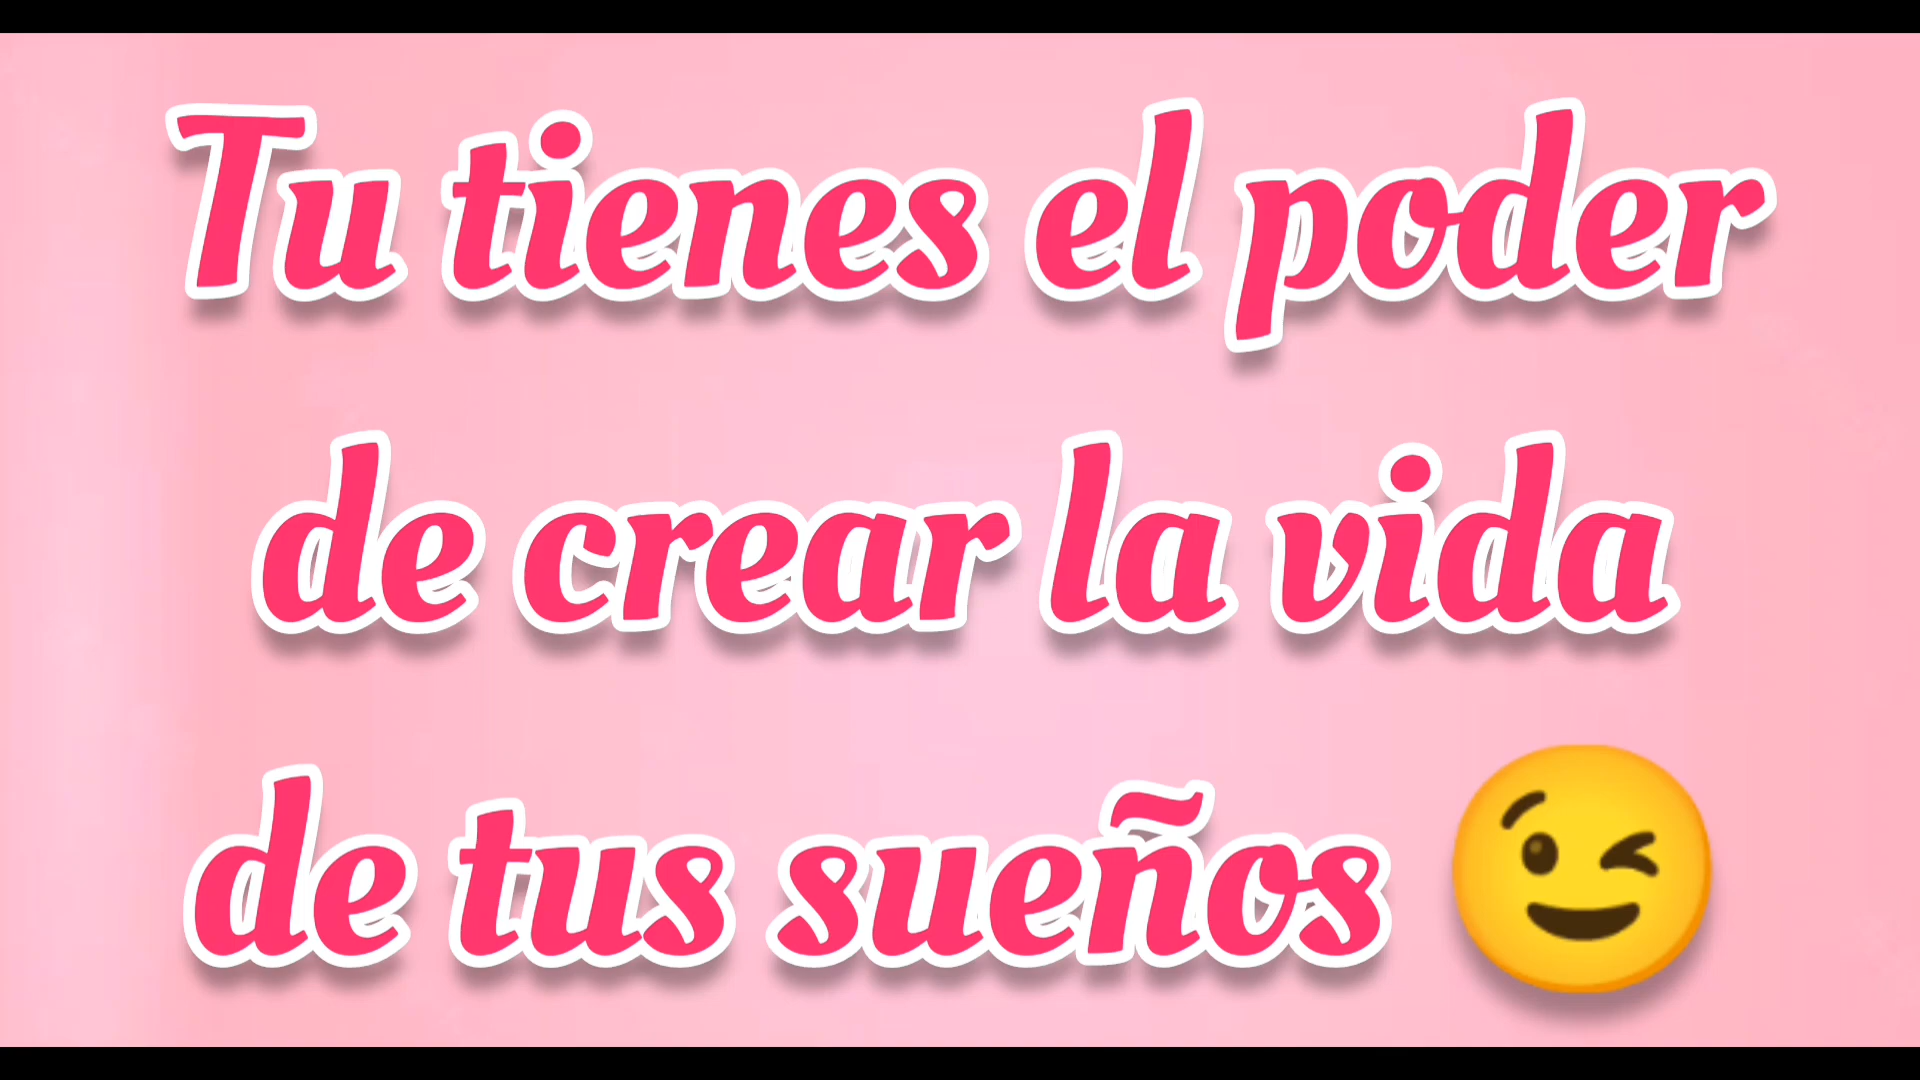 Tu tienes el poder
de crear la vida
de tus sueños 😉